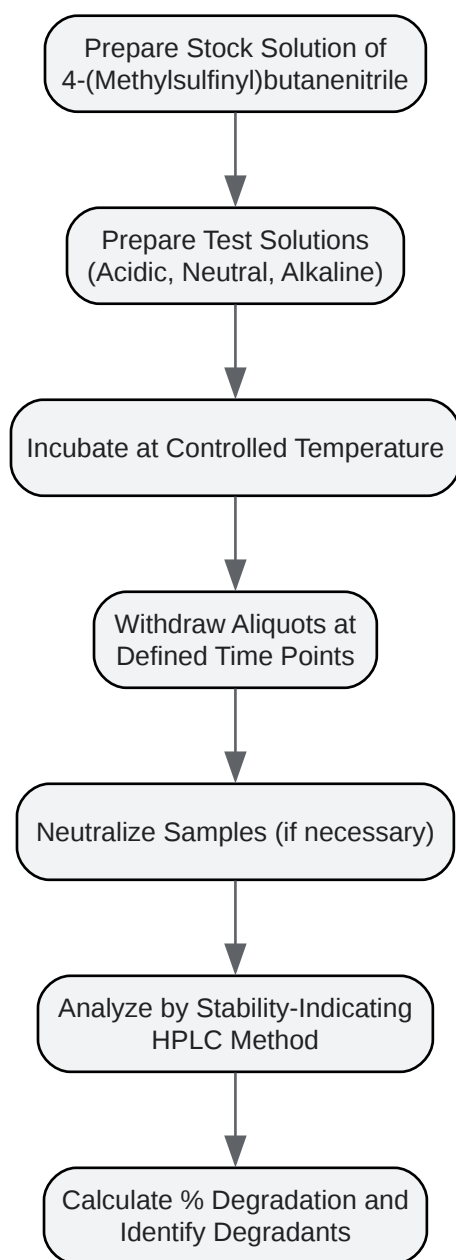 Prepare Stock Solution of
4-(Methylsulfinyl)butanenitrile
Prepare Test Solutions
(Acidic, Neutral, Alkaline)
Incubate at Controlled Temperature
Withdraw Aliquots at
Defined Time Points
Neutralize Samples (if necessary)
Analyze by Stability-Indicating
HPLC Method
Calculate % Degradation and
Identify Degradants